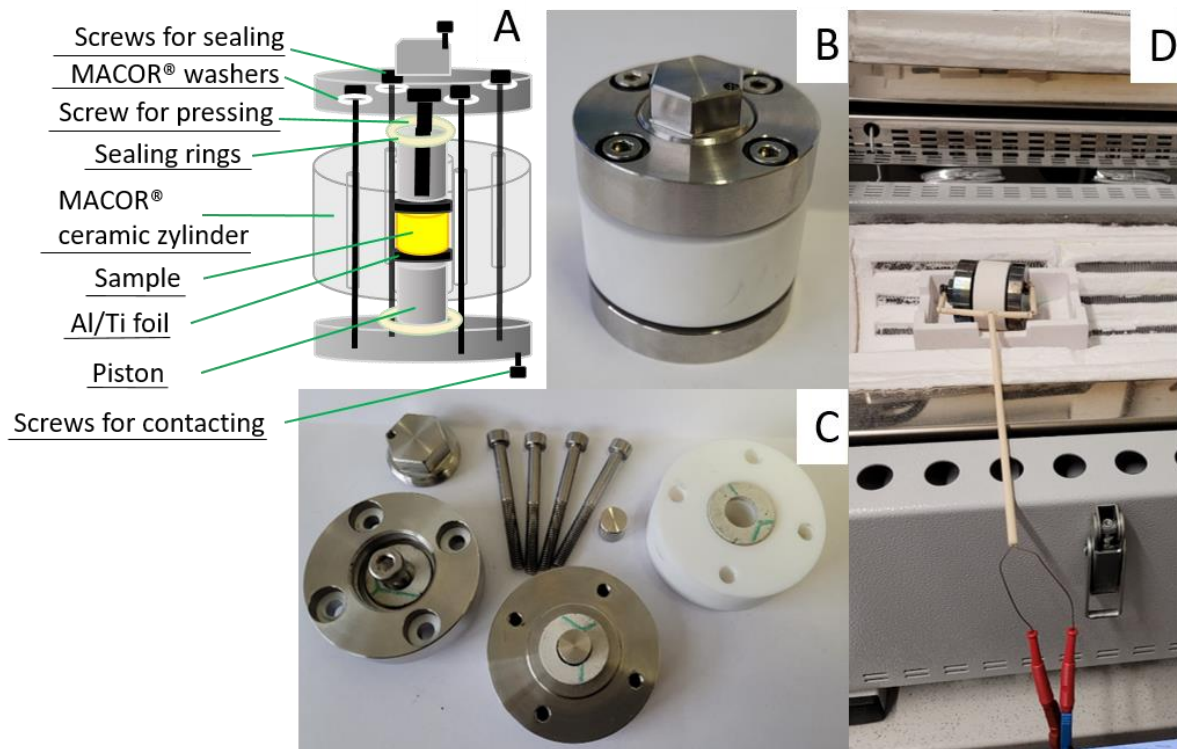 A
B
D
Screws for sealing
MACOR® washers
Screw for pressing
Sealing rings
MACOR®
ceramic zylinder
Sample
Al/Ti foil
Piston
Screws for contacting
C